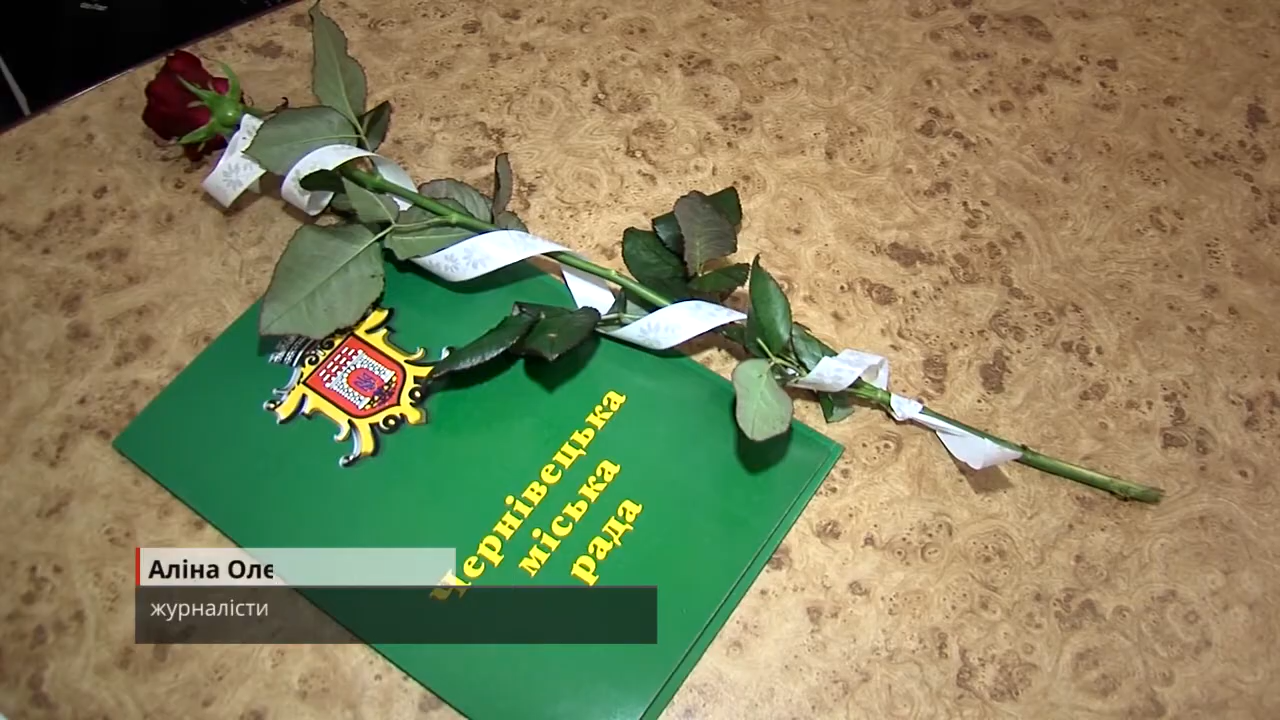 Чернівецька
міська
рада
Аліна Оле
журналісти